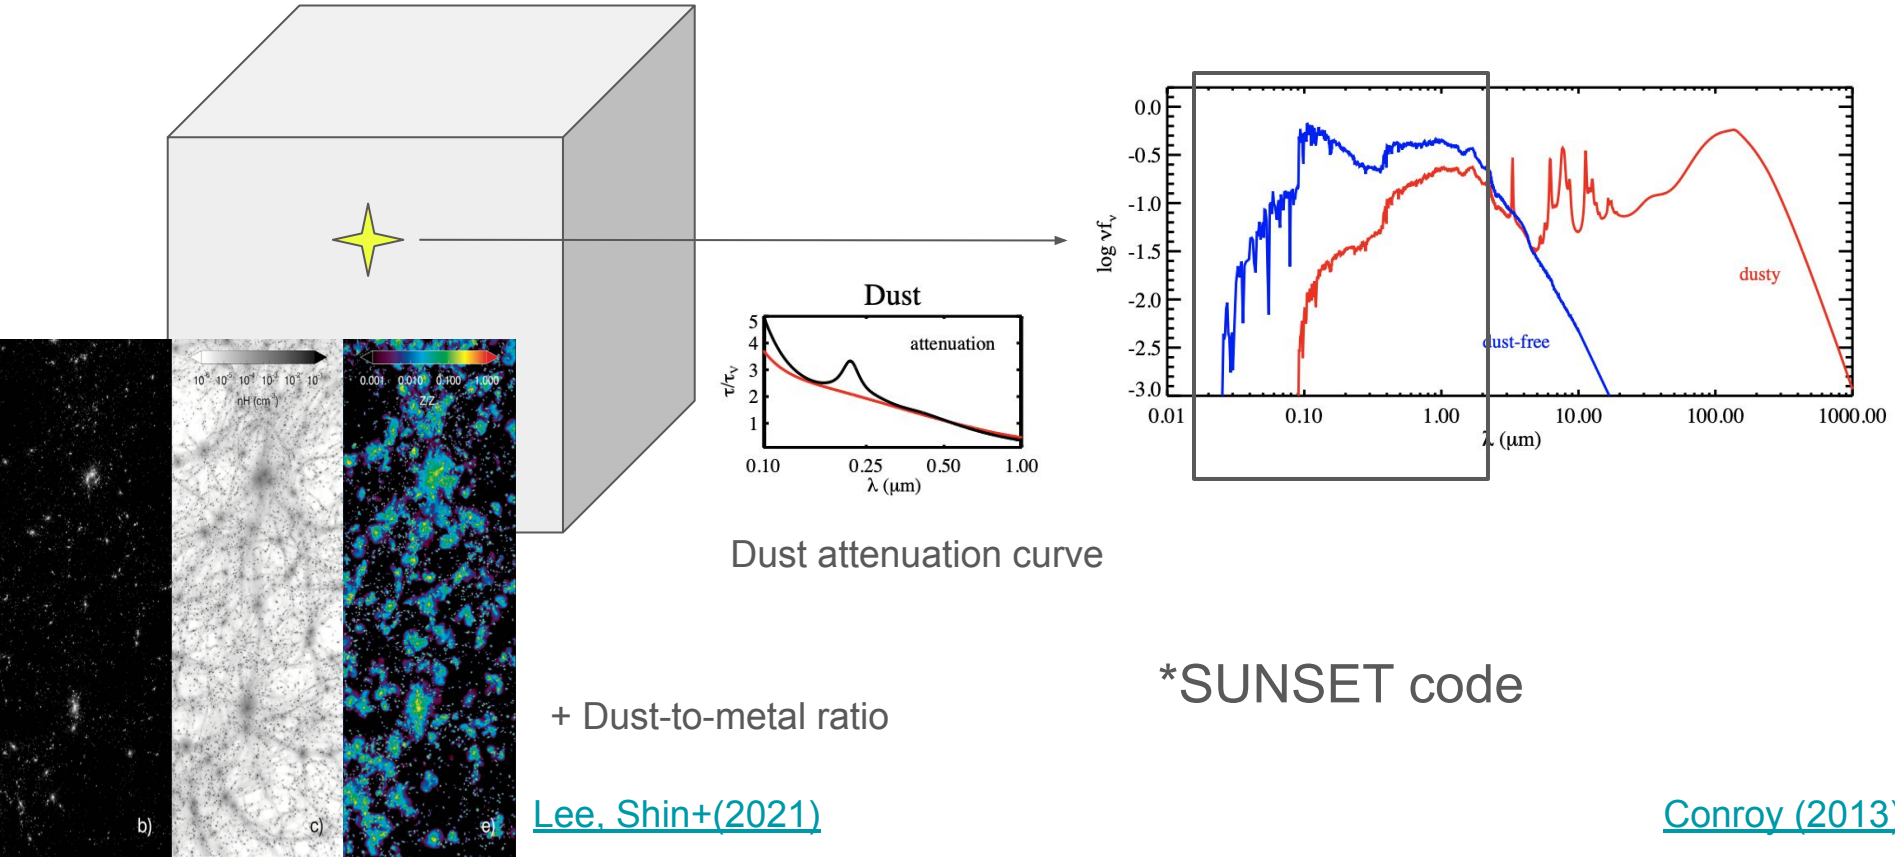 0.0
-0.5
-1.0
-1.5
-2.0
-2.5
-3.0
log νfᵥ
dusty
dust-free
0.01 0.10 1.00 10.00 100.00 1000.00
λ (μm)
Dust
attenuation
5
4
3
2
1
τ/τᵥ
0.10 0.25 0.50 1.00
λ (μm)
Dust attenuation curve
nH (cm⁻³)
0.001 0.010 0.100 1.000
b)
c)
e)
+ Dust-to-metal ratio
*SUNSET code
Lee, Shin+(2021)
Conroy (2013)